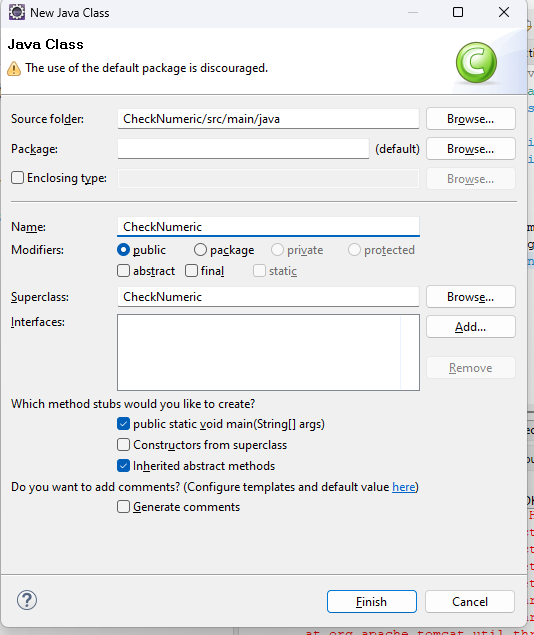 New Java Class
Java Class
The use of the default package is discouraged.
C
Source folder: CheckNumeric/src/main/java Browse...
Package: (default) Browse...
Enclosing type: Browse...
Name: CheckNumeric
Modifiers: public package private protected
abstract final static
Superclass: CheckNumeric Browse...
Interfaces: Add...
Remove
Which method stubs would you like to create?
public static void main(String[] args)
Constructors from superclass
Inherited abstract methods
Do you want to add comments? (Configure templates and default value here)
Generate comments
? Finish Cancel
at org.apache.tomcat.util.thr